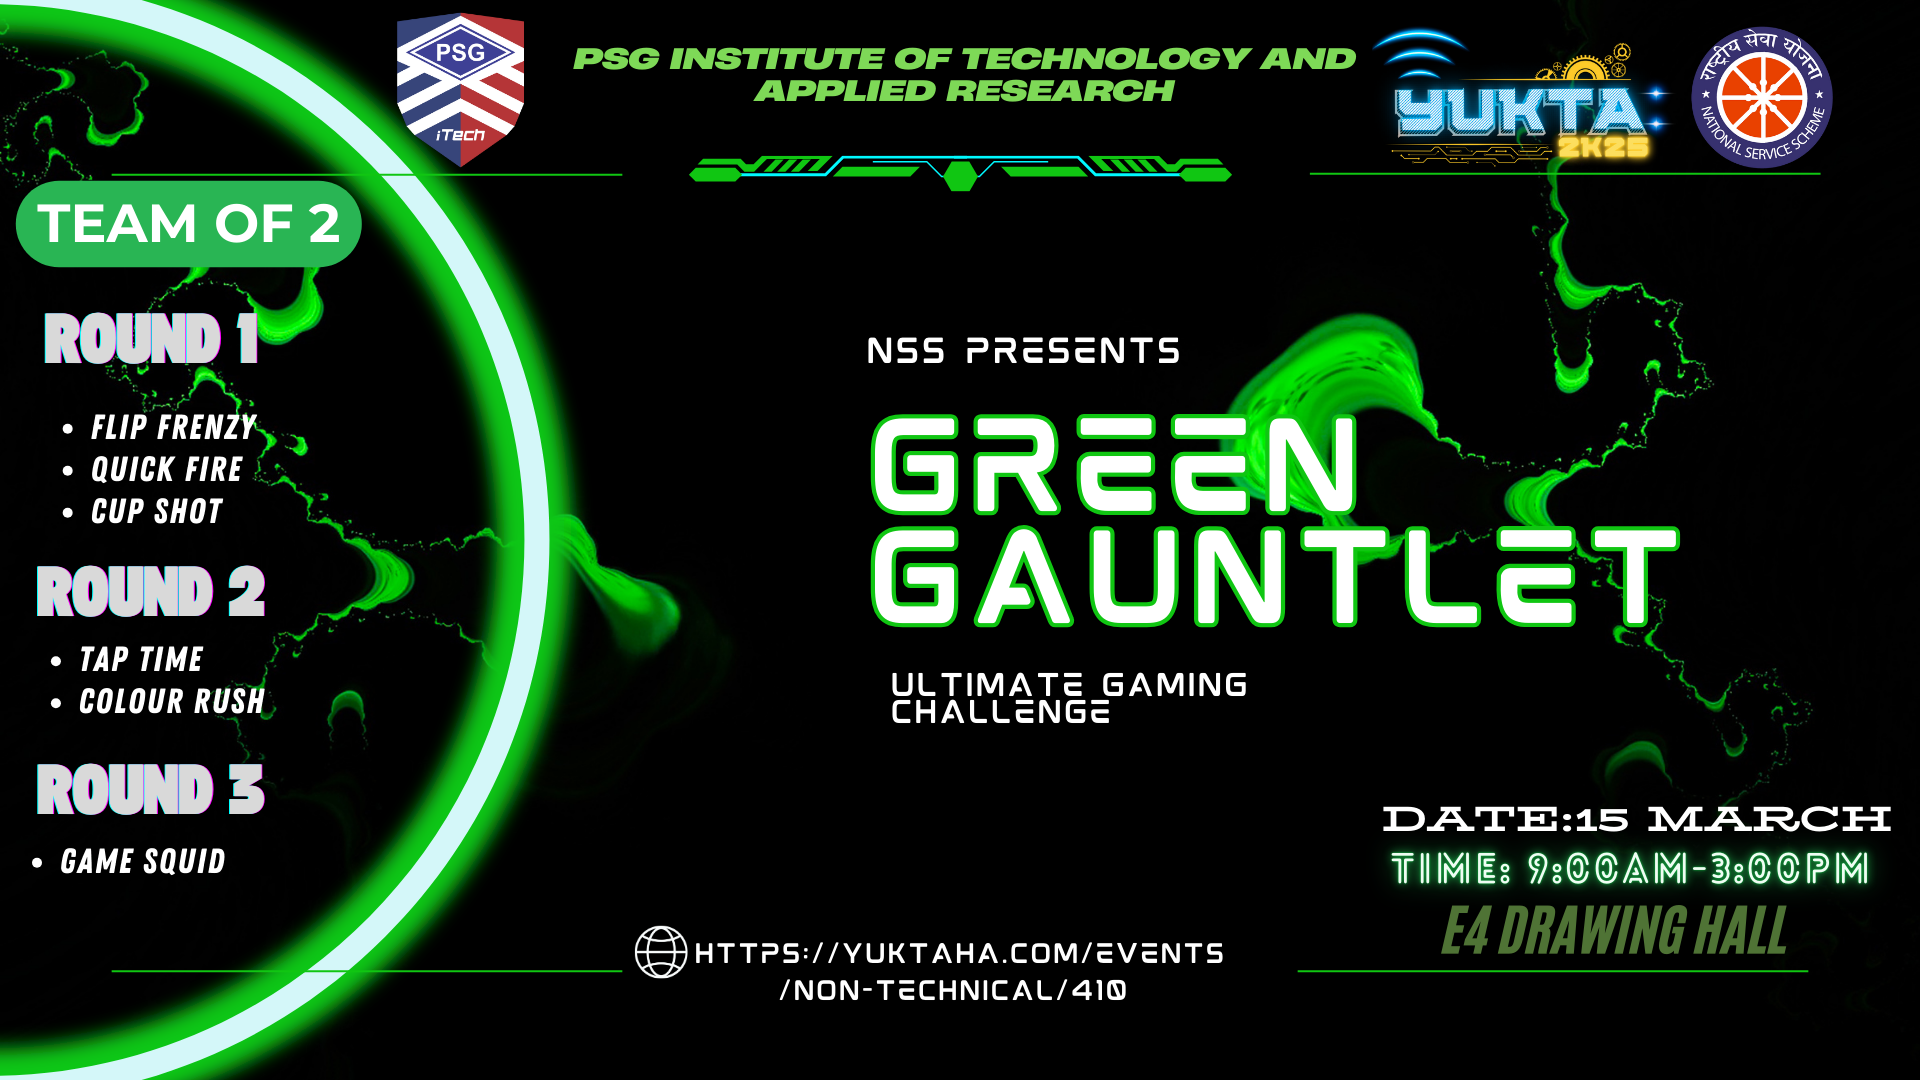 PSG
iTech
PSG INSTITUTE OF TECHNOLOGY AND
APPLIED RESEARCH
YUKTA
2K25
राष्ट्रीय सेवा योजना
NATIONAL SERVICE SCHEME
TEAM OF 2
ROUND 1
• FLIP FRENZY
• QUICK FIRE
• CUP SHOT
ROUND 2
• TAP TIME
• COLOUR RUSH
ROUND 3
• GAME SQUID
NSS PRESENTS
GREEN
GAUNTLET
ULTIMATE GAMING
CHALLENGE
DATE:15 MARCH
TIME: 9:00AM-3:00PM
E4 DRAWING HALL
HTTPS://YUKTAHA.COM/EVENTS
/NON-TECHNICAL/410